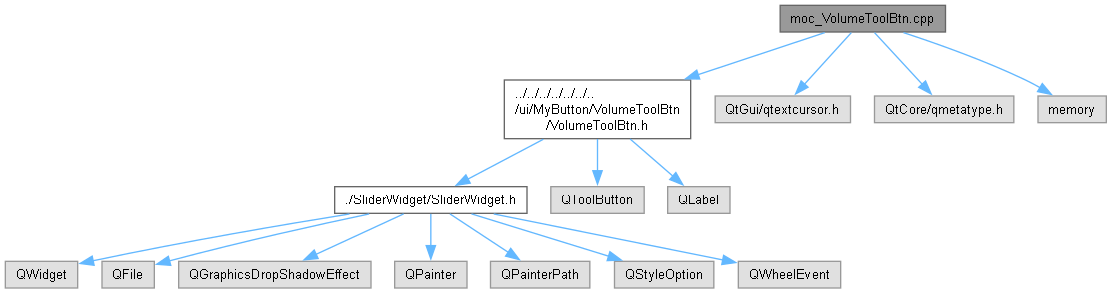 moc_VolumeToolBtn.cpp
../../../../../../..
/ui/MyButton/VolumeToolBtn
/VolumeToolBtn.h
QtGui/qtextcursor.h
QtCore/qmetatype.h
memory
./SliderWidget/SliderWidget.h
QToolButton
QLabel
QWidget
QFile
QGraphicsDropShadowEffect
QPainter
QPainterPath
QStyleOption
QWheelEvent